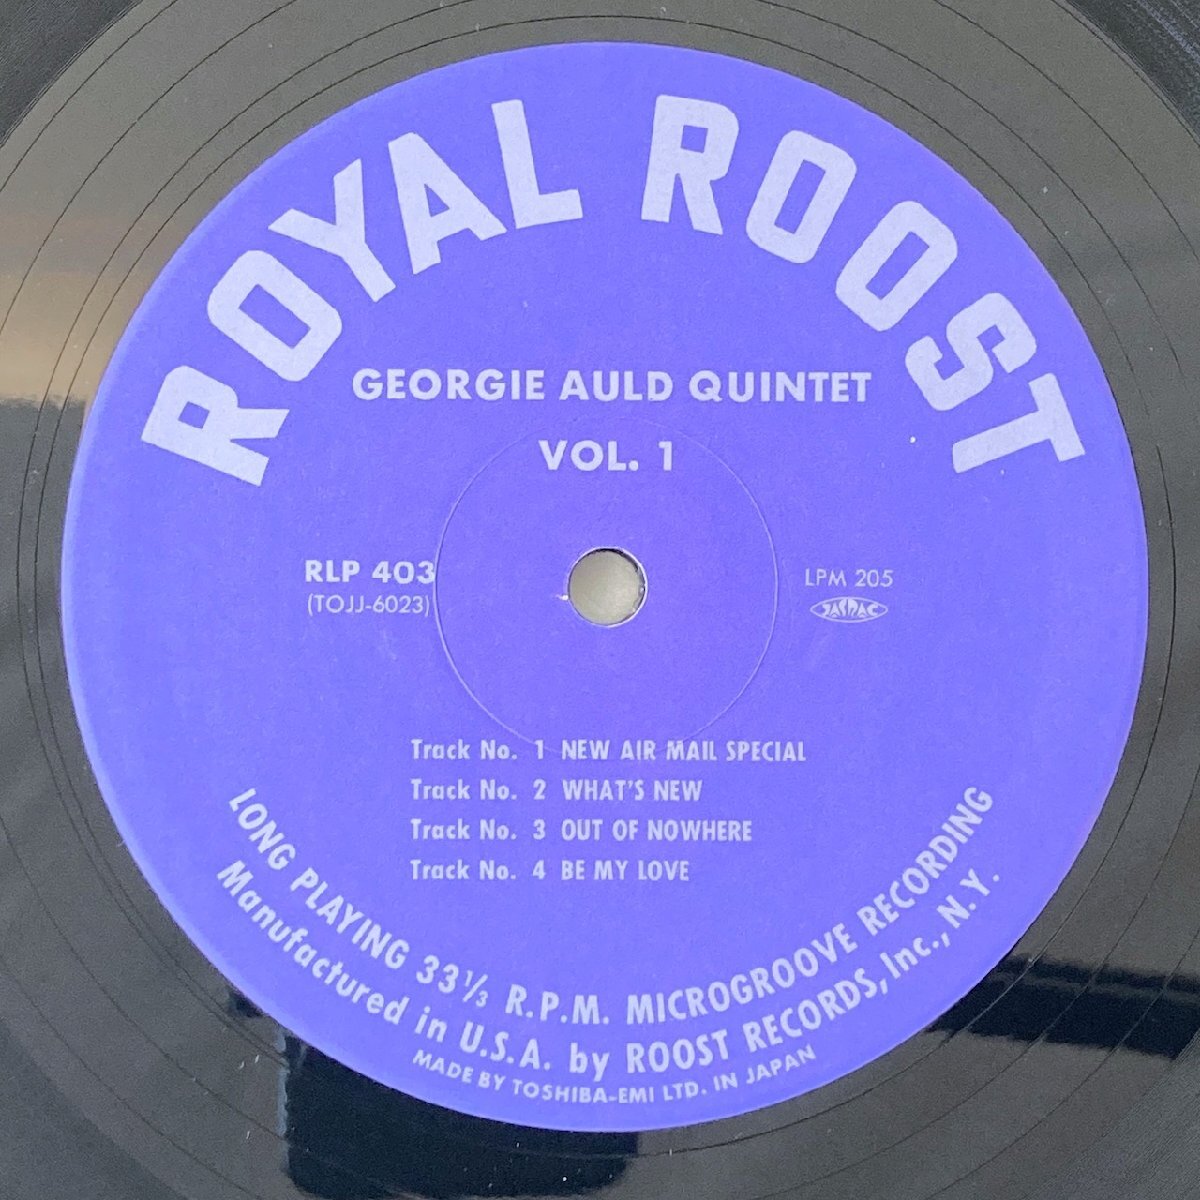 ROYAL ROOST
GEORGIE AULD QUINTET
VOL. 1
RLP 403
(TOJJ-6023)
LPM 205
JASRAC
Track No. 1 NEW AIR MAIL SPECIAL
Track No. 2 WHAT'S NEW
Track No. 3 OUT OF NOWHERE
Track No. 4 BE MY LOVE
LONG PLAYING 33⅓ R.P.M. MICROGROOVE RECORDING
Manufactured in U.S.A. by ROOST RECORDS, Inc., N.Y.
MADE BY TOSHIBA-EMI LTD. IN JAPAN